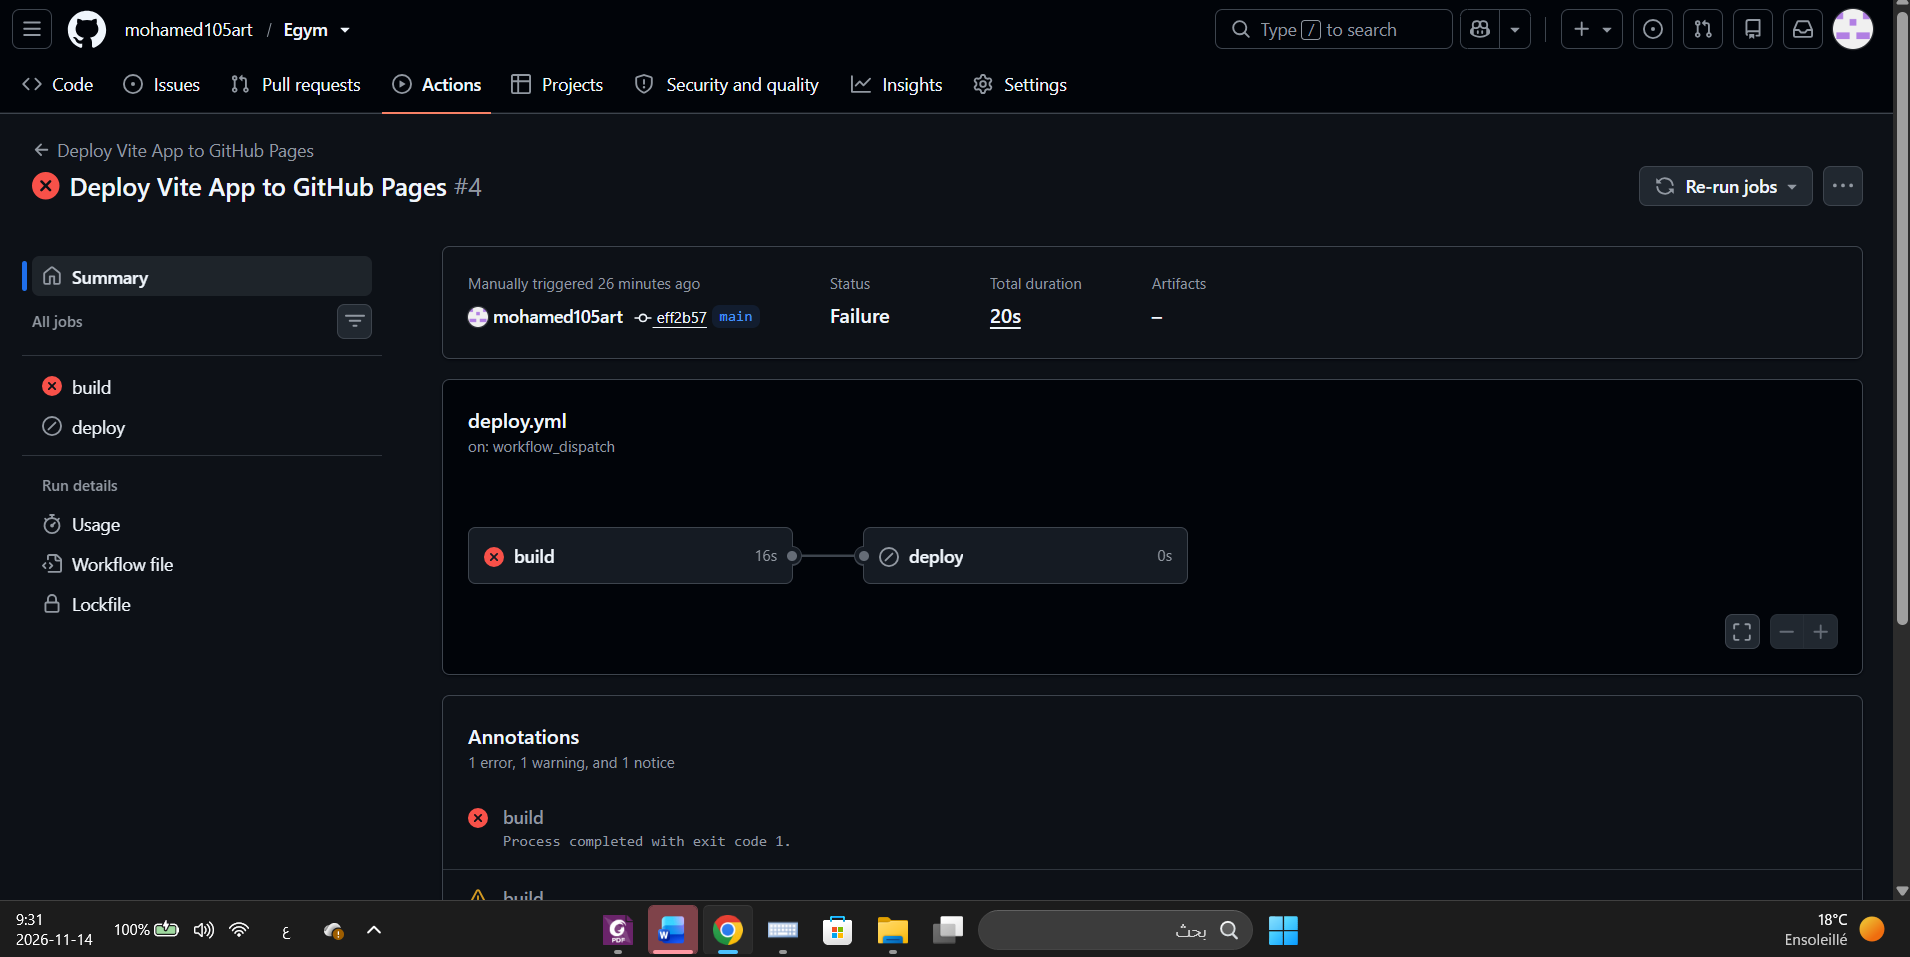 mohamed105art / Egym
Type / to search
Code
Issues
Pull requests
Actions
Projects
Security and quality
Insights
Settings
Deploy Vite App to GitHub Pages
Deploy Vite App to GitHub Pages #4
Re-run jobs
Summary
All jobs
build
deploy
Run details
Usage
Workflow file
Lockfile
Manually triggered 26 minutes ago
mohamed105art eff2b57 main
Status
Failure
Total duration
20s
Artifacts
–
deploy.yml
on: workflow_dispatch
build 16s
deploy 0s
Annotations
1 error, 1 warning, and 1 notice
build
Process completed with exit code 1.
build
9:31
2026-11-14
100%
ع
PDF
W
بحث
18°C
Ensoleillé